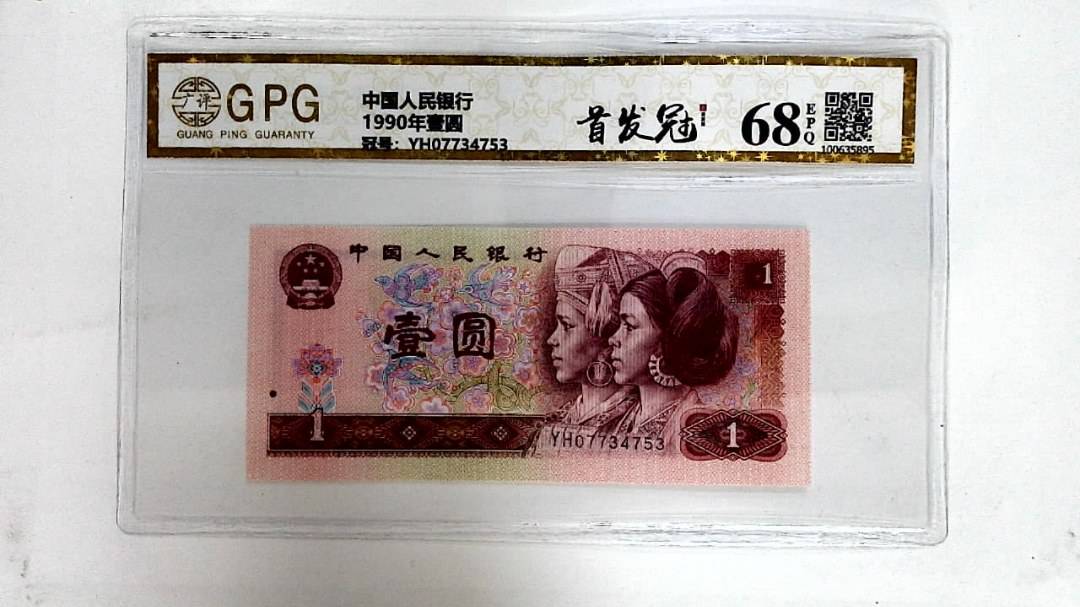 广评
GPG
GUANG PING GUARANTY
中国人民银行
1990年壹圆
冠号: YH07734753
首发冠
68
EPQ
100635895
中国人民银行
1
壹圆
1
YH07734753
1